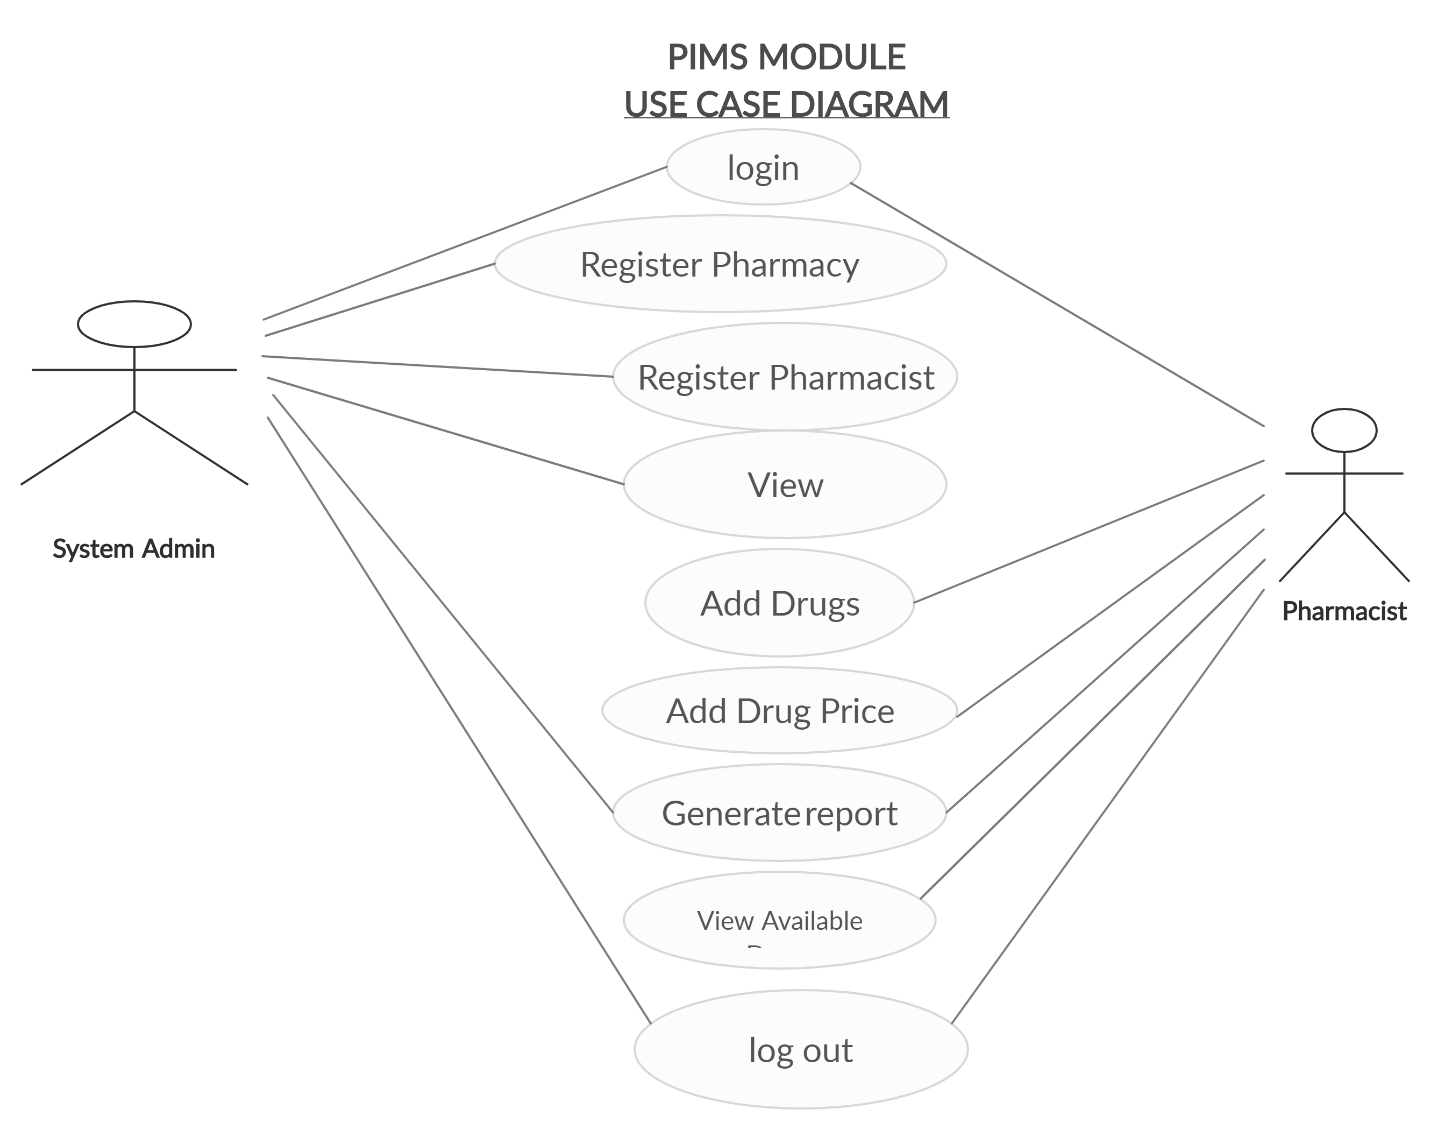 PIMS MODULE
USE CASE DIAGRAM
login
Register Pharmacy
Register Pharmacist
View
System Admin
Add Drugs
Pharmacist
Add Drug Price
Generate report
View Available
log out